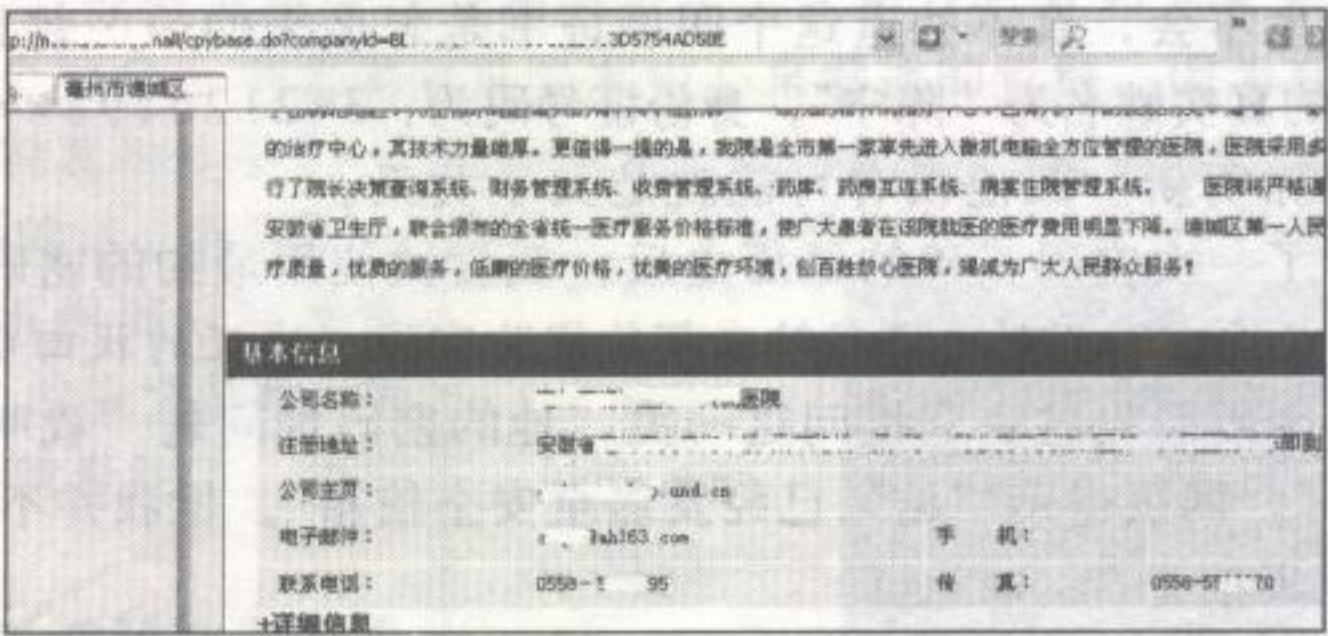 nall/cpybase.do?companyId=BL 3D5754AD5BE 搜索
亳州市谯城区
的治疗中心，其技术力量雄厚。更值得一提的是，我院是全市第一家率先进入微机电脑全方位管理的医院，医院采用多
行了院长决策查询系统、财务管理系统、收费管理系统、药库、药房互连系统、病案住院管理系统。 医院将严格遵
安徽省卫生厅，联合颁布的全省统一医疗服务价格标准，使广大患者在该院就医的医疗费用明显下降。谯城区第一人民
疗质量，优质的服务，低廉的医疗价格，优美的医疗环境，创百姓放心医院，竭诚为广大人民群众服务！
基本信息
公司名称： 医院
注册地址： 安徽省
公司主页： .und.cn
电子邮件： ah163.com 手 机：
联系电话： 0558- 95 传 真： 0558-5 70
+详细信息